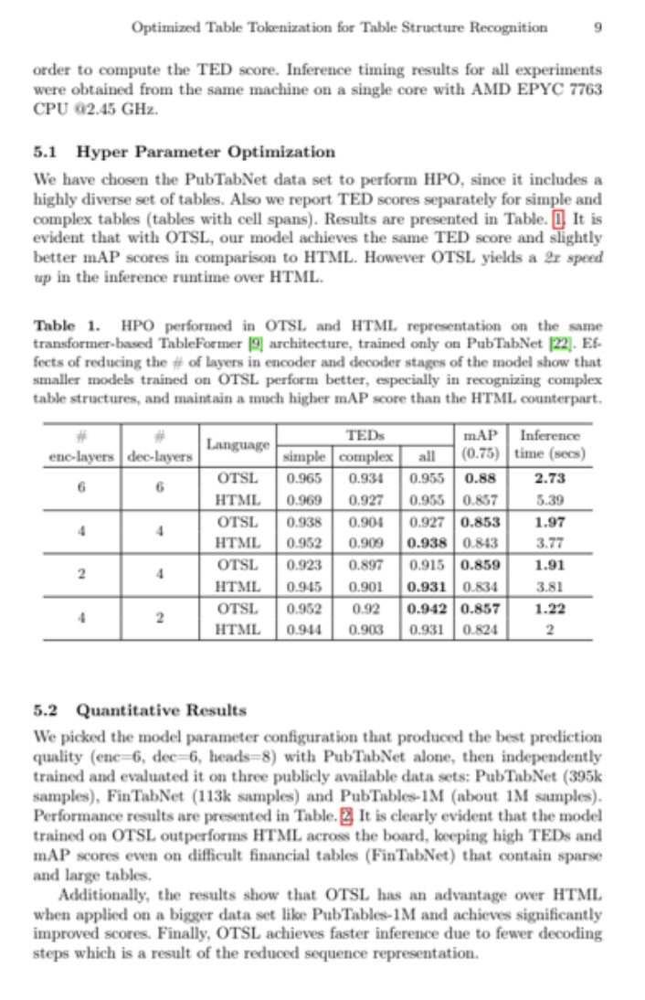 Optimized Table Tokenization for Table Structure Recognition 9
order to compute the TED score. Inference timing results for all experiments
were obtained from the same machine on a single core with AMD EPYC 7763
CPU @2.45 GHz.
5.1 Hyper Parameter Optimization
We have chosen the PubTabNet data set to perform HPO, since it includes a
highly diverse set of tables. Also we report TED scores separately for simple and
complex tables (tables with cell spans). Results are presented in Table. 1. It is
evident that with OTSL, our model achieves the same TED score and slightly
better mAP scores in comparison to HTML. However OTSL yields a 2x speed
up in the inference runtime over HTML.
Table 1. HPO performed in OTSL and HTML representation on the same
transformer-based TableFormer [9] architecture, trained only on PubTabNet [22]. Ef-
fects of reducing the # of layers in encoder and decoder stages of the model show that
smaller models trained on OTSL perform better, especially in recognizing complex
table structures, and maintain a much higher mAP score than the HTML counterpart.
# # Language TEDs mAP Inference
enc-layers dec-layers simple complex all (0.75) time (secs)
6 6 OTSL 0.965 0.934 0.955 0.88 2.73
HTML 0.969 0.927 0.955 0.857 5.39
4 4 OTSL 0.938 0.904 0.927 0.853 1.97
HTML 0.952 0.909 0.938 0.843 3.77
2 4 OTSL 0.923 0.897 0.915 0.859 1.91
HTML 0.945 0.901 0.931 0.834 3.81
4 2 OTSL 0.952 0.92 0.942 0.857 1.22
HTML 0.944 0.903 0.931 0.824 2
5.2 Quantitative Results
We picked the model parameter configuration that produced the best prediction
quality (enc=6, dec=6, heads=8) with PubTabNet alone, then independently
trained and evaluated it on three publicly available data sets: PubTabNet (395k
samples), FinTabNet (113k samples) and PubTables-1M (about 1M samples).
Performance results are presented in Table. 2. It is clearly evident that the model
trained on OTSL outperforms HTML across the board, keeping high TEDs and
mAP scores even on difficult financial tables (FinTabNet) that contain sparse
and large tables.
Additionally, the results show that OTSL has an advantage over HTML
when applied on a bigger data set like PubTables-1M and achieves significantly
improved scores. Finally, OTSL achieves faster inference due to fewer decoding
steps which is a result of the reduced sequence representation.